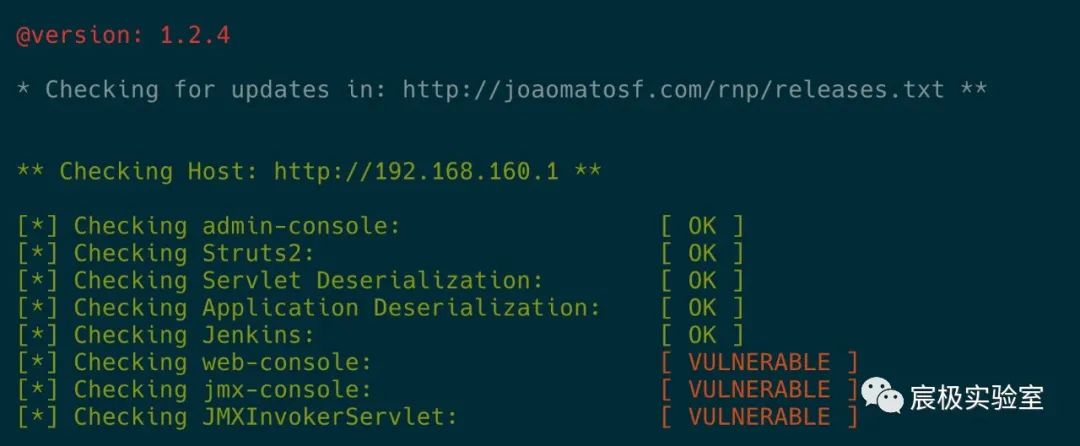 @version: 1.2.4
* Checking for updates in: http://joaomatosf.com/rnp/releases.txt **
** Checking Host: http://192.168.160.1 **
[*] Checking admin-console: [ OK ]
[*] Checking Struts2: [ OK ]
[*] Checking Servlet Deserialization: [ OK ]
[*] Checking Application Deserialization: [ OK ]
[*] Checking Jenkins: [ OK ]
[*] Checking web-console: [ VULNERABLE ]
[*] Checking jmx-console: [ VULNERABLE ]
[*] Checking JMXInvokerServlet: [ VULNERABLE ]
宸极实验室